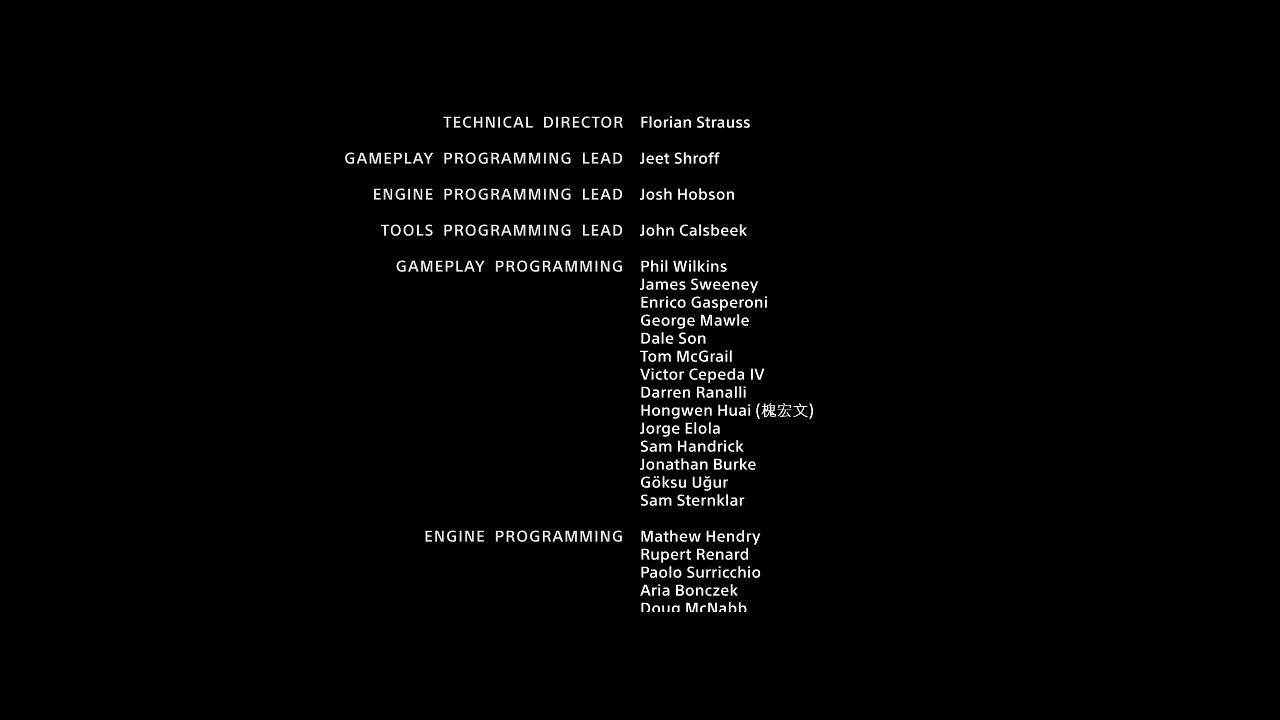 TECHNICAL DIRECTOR Florian Strauss
GAMEPLAY PROGRAMMING LEAD Jeet Shroff
ENGINE PROGRAMMING LEAD Josh Hobson
TOOLS PROGRAMMING LEAD John Calsbeek
GAMEPLAY PROGRAMMING Phil Wilkins
James Sweeney
Enrico Gasperoni
George Mawle
Dale Son
Tom McGrail
Victor Cepeda IV
Darren Ranalli
Hongwen Huai (槐宏文)
Jorge Elola
Sam Handrick
Jonathan Burke
Göksu Uğur
Sam Sternklar
ENGINE PROGRAMMING Mathew Hendry
Rupert Renard
Paolo Surricchio
Aria Bonczek
Doug McNabb